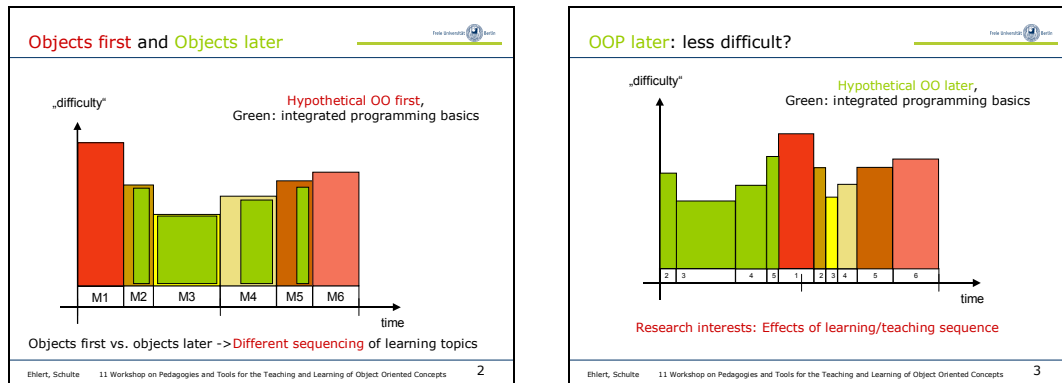 Objects first and Objects later
Freie Universität Berlin
„difficulty“
Hypothetical OO first,
Green: integrated programming basics
M1 M2 M3 M4 M5 M6
time
Objects first vs. objects later ->Different sequencing of learning topics
Ehlert, Schulte 11 Workshop on Pedagogies and Tools for the Teaching and Learning of Object Oriented Concepts 2
OOP later: less difficult?
Freie Universität Berlin
„difficulty“
Hypothetical OO later,
Green: integrated programming basics
2 3 4 5 1 2 3 4 5 6
time
Research interests: Effects of learning/teaching sequence
Ehlert, Schulte 11 Workshop on Pedagogies and Tools for the Teaching and Learning of Object Oriented Concepts 3